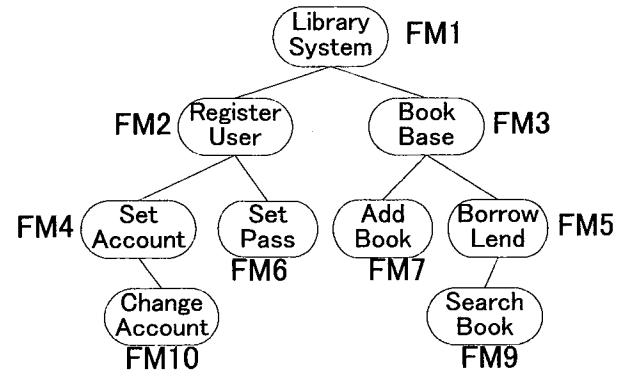 Library
System
FM1
FM2
Register
User
Book
Base
FM3
FM4
Set
Account
Set
Pass
FM6
Add
Book
FM7
Borrow
Lend
FM5
Change
Account
FM10
Search
Book
FM9